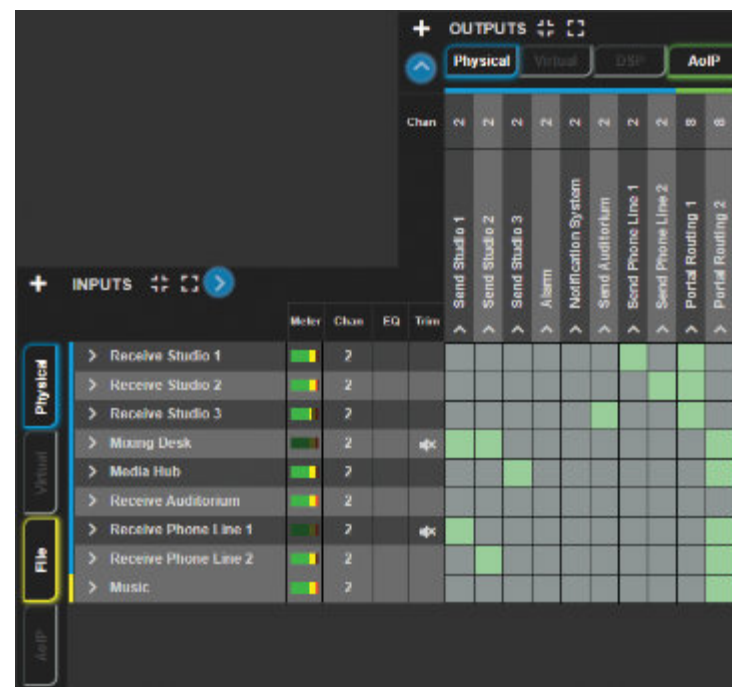 OUTPUTS
Physical Virtual DSP AoIP
Chan 2 2 2 2 2 2 2 2 8 8
Send Studio 1
Send Studio 2
Send Studio 3
Alarm
Notification System
Send Auditorium
Send Phone Line 1
Send Phone Line 2
Portal Routing 1
Portal Routing 2
INPUTS
Meter Chan EQ Trim
Physical
Virtual
File
AoIP
Receive Studio 1 2
Receive Studio 2 2
Receive Studio 3 2
Mixing Desk 2
Media Hub 2
Receive Auditorium 2
Receive Phone Line 1 2
Receive Phone Line 2 2
Music 2